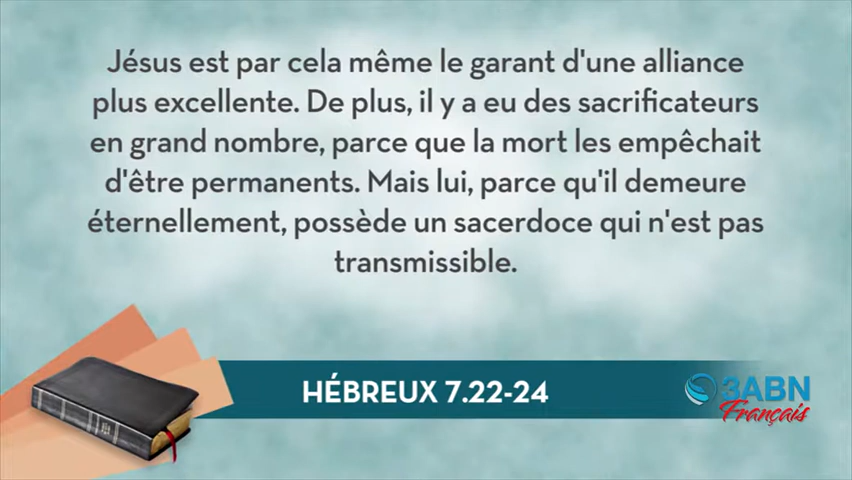 Jésus est par cela même le garant d'une alliance
plus excellente. De plus, il y a eu des sacrificateurs
en grand nombre, parce que la mort les empêchait
d'être permanents. Mais lui, parce qu'il demeure
éternellement, possède un sacerdoce qui n'est pas
transmissible.
HÉBREUX 7.22-24
3ABN
Français